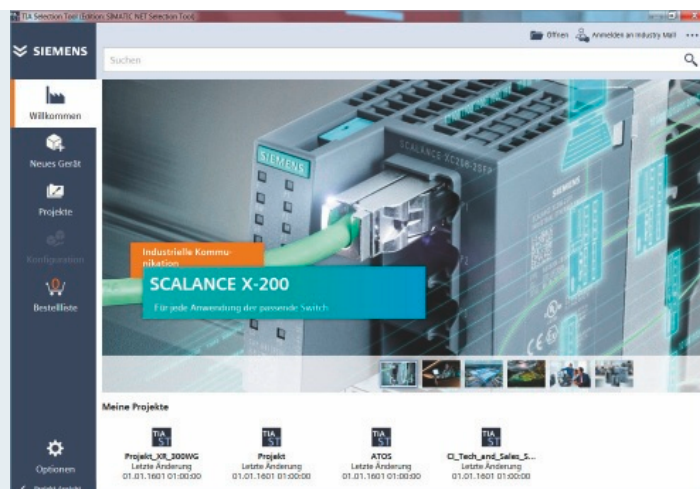 TIA Selection Tool (Edition: SIMATIC NET Selection Tool)
Öffnen Anmelden an Industry Mall ...
SIEMENS
Suchen
Willkommen
Neues Gerät
Projekte
Konfiguration
Bestellliste
0
SIEMENS
SCALANCE XC206-2SFP
SIEMENS
P1
P2
Industrielle Kommu-
nikation
SCALANCE X-200
Für jede Anwendung der passende Switch
Meine Projekte
TIA ST TIA ST TIA ST TIA ST
Projekt_XR_300WG Projekt ATOS CI_Tech_and_Sales_S...
Letzte Änderung Letzte Änderung Letzte Änderung Letzte Änderung
01.01.1601 01:00:00 01.01.1601 01:00:00 01.01.1601 01:00:00 01.01.1601 01:00:00
Optionen